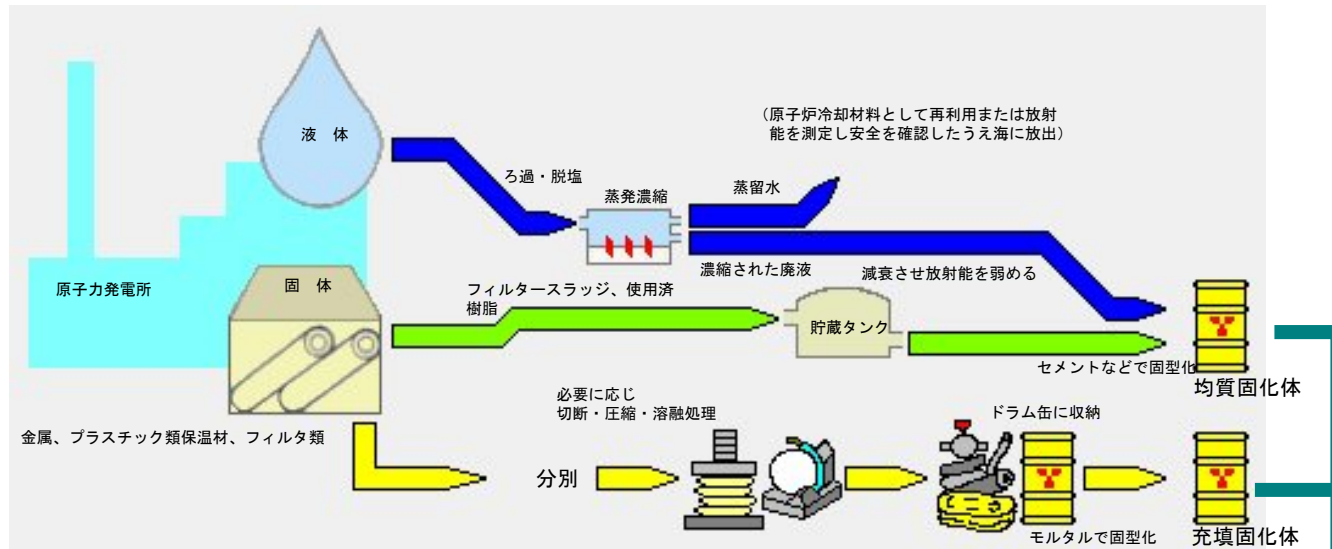 （原子炉冷却材料として再利用または放射
能を測定し安全を確認したうえ海に放出）
液　体
ろ過・脱塩
蒸発濃縮
蒸留水
濃縮された廃液
減衰させ放射能を弱める
原子力発電所
固　体
フィルタースラッジ、使用済
樹脂
貯蔵タンク
セメントなどで固型化
均質固化体
金属、プラスチック類保温材、フィルタ類
分別
必要に応じ
切断・圧縮・溶融処理
ドラム缶に収納
モルタルで固型化
充填固化体